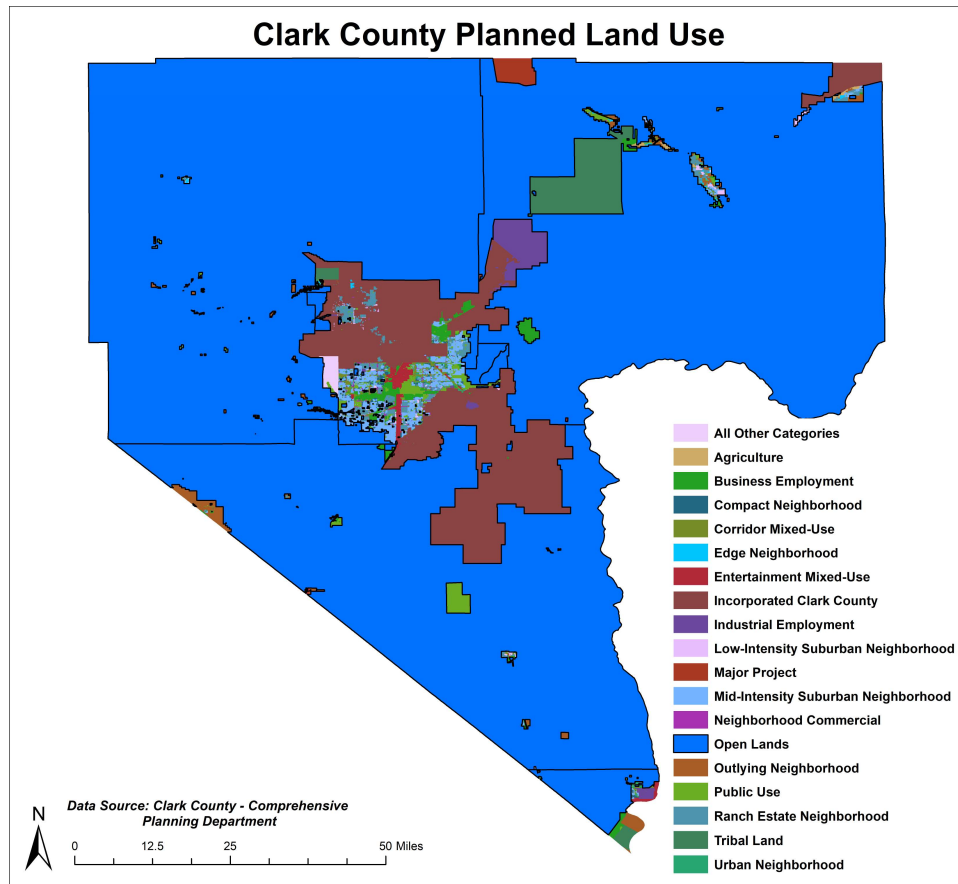 Clark County Planned Land Use
All Other Categories
Agriculture
Business Employment
Compact Neighborhood
Corridor Mixed-Use
Edge Neighborhood
Entertainment Mixed-Use
Incorporated Clark County
Industrial Employment
Low-Intensity Suburban Neighborhood
Major Project
Mid-Intensity Suburban Neighborhood
Neighborhood Commercial
Open Lands
Outlying Neighborhood
Public Use
Ranch Estate Neighborhood
Tribal Land
Urban Neighborhood
N
Data Source: Clark County - Comprehensive
Planning Department
0 12.5 25 50 Miles